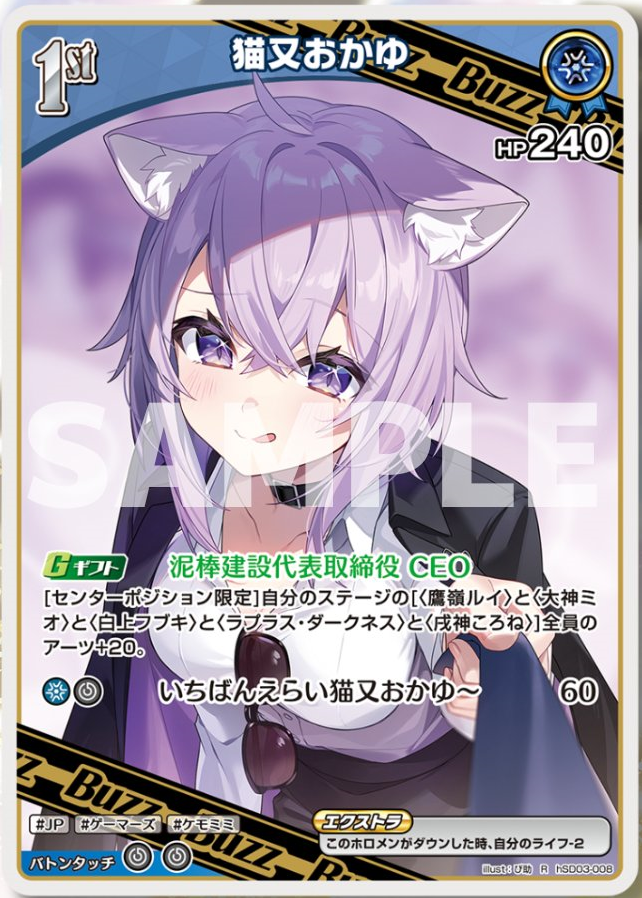 1st
猫又おかゆ
Buzz Buzz
HP240
SAMPLE
Gギフト 泥棒建設代表取締役 CEO
[センターポジション限定]自分のステージの[〈鷹嶺ルイ〉と〈大神ミ
オ〉と〈白上フブキ〉と〈ラプラス・ダークネス〉と〈戌神ころね〉]全員の
アーツ+20。
いちばんえらい猫又おかゆ〜 60
Buzz Buzz Buzz
#JP #ゲーマーズ #ケモミミ
エクストラ
このホロメンがダウンした時、自分のライフ-2
バトンタッチ
illust:び助 R hSD03-008